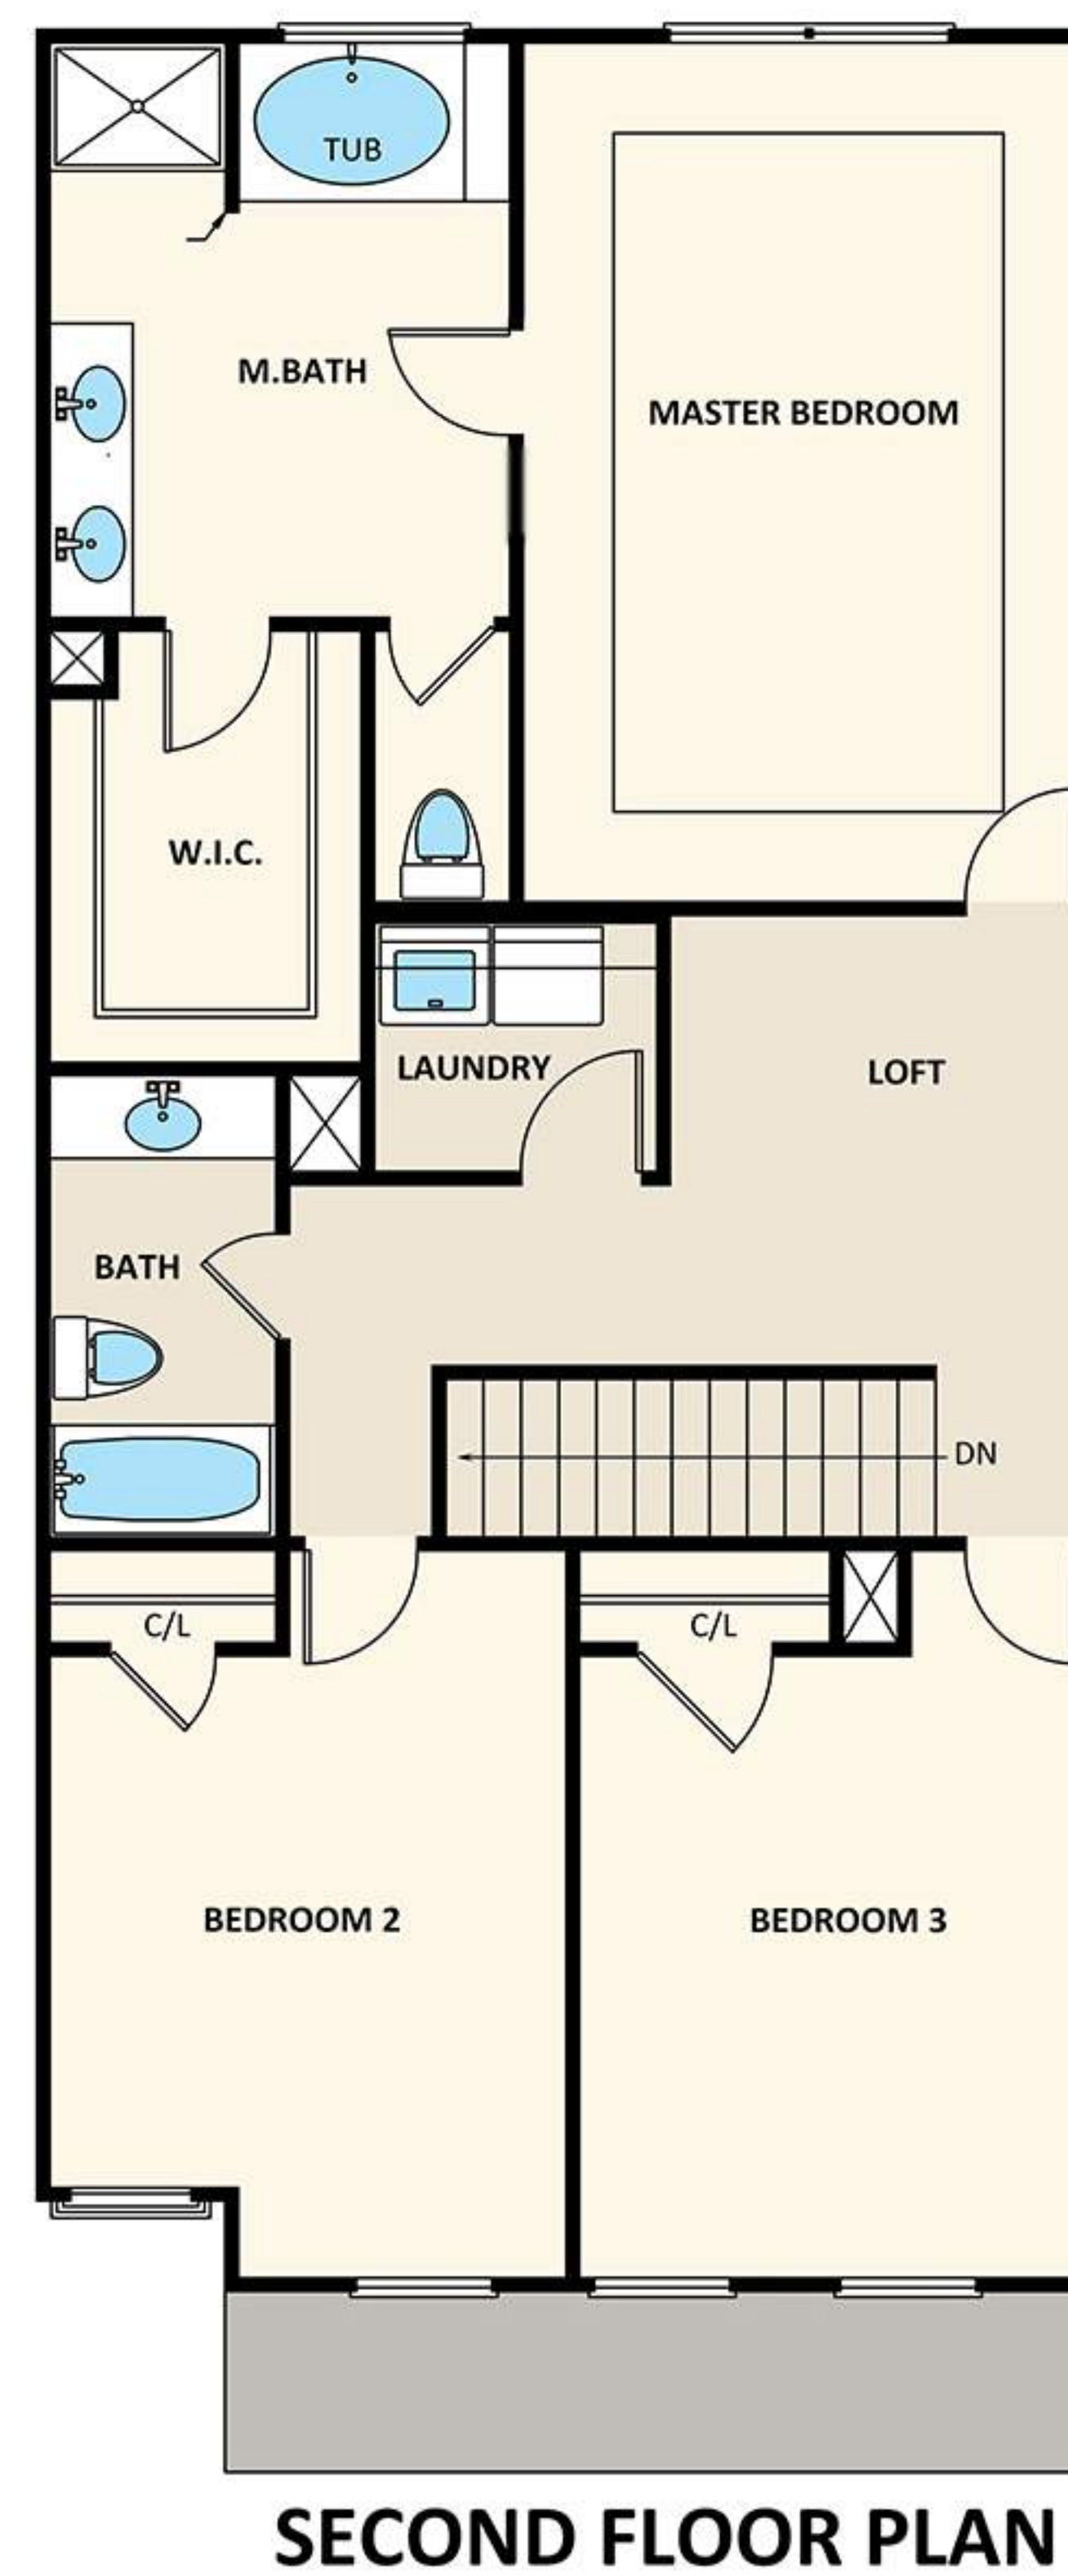 TUB
M.BATH
MASTER BEDROOM
W.I.C.
LAUNDRY
LOFT
BATH
DN
C/L
C/L
BEDROOM 2
BEDROOM 3
SECOND FLOOR PLAN